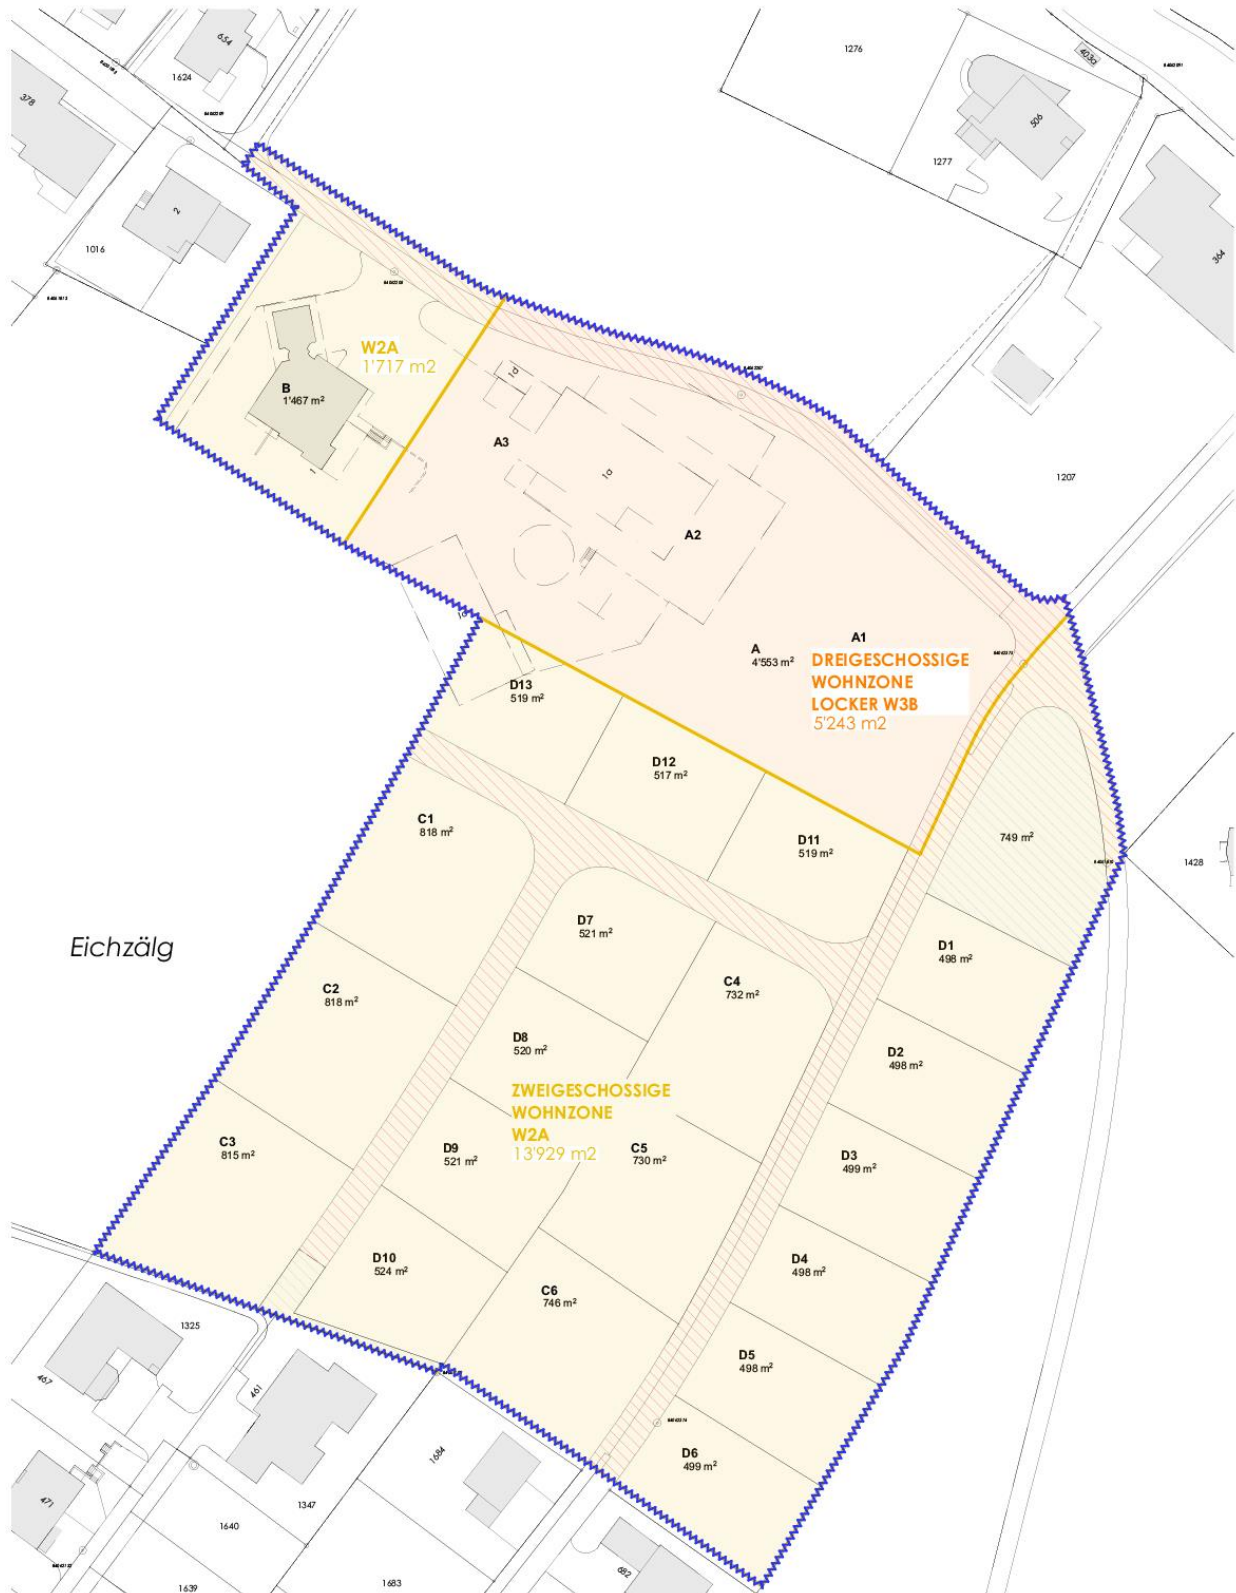 654
1624
378
2
1016
1276
403a
506
1277
364
1207
W2A
1'717 m2
B
1'467 m²
1
1d
A3
1a
A2
A
4'553 m²
A1
DREIGESCHOSSIGE
WOHNZONE
LOCKER W3B
5'243 m2
D13
519 m²
D12
517 m²
D11
519 m²
749 m²
1428
C1
818 m²
Eichzälg
D7
521 m²
C4
732 m²
D1
498 m²
C2
818 m²
D8
520 m²
D2
498 m²
ZWEIGESCHOSSIGE
WOHNZONE
W2A
13'929 m2
C3
815 m²
D9
521 m²
C5
730 m²
D3
499 m²
D10
524 m²
C6
746 m²
D4
498 m²
1325
467
461
D5
498 m²
1684
D6
499 m²
471
1347
1640
1639
1683
682